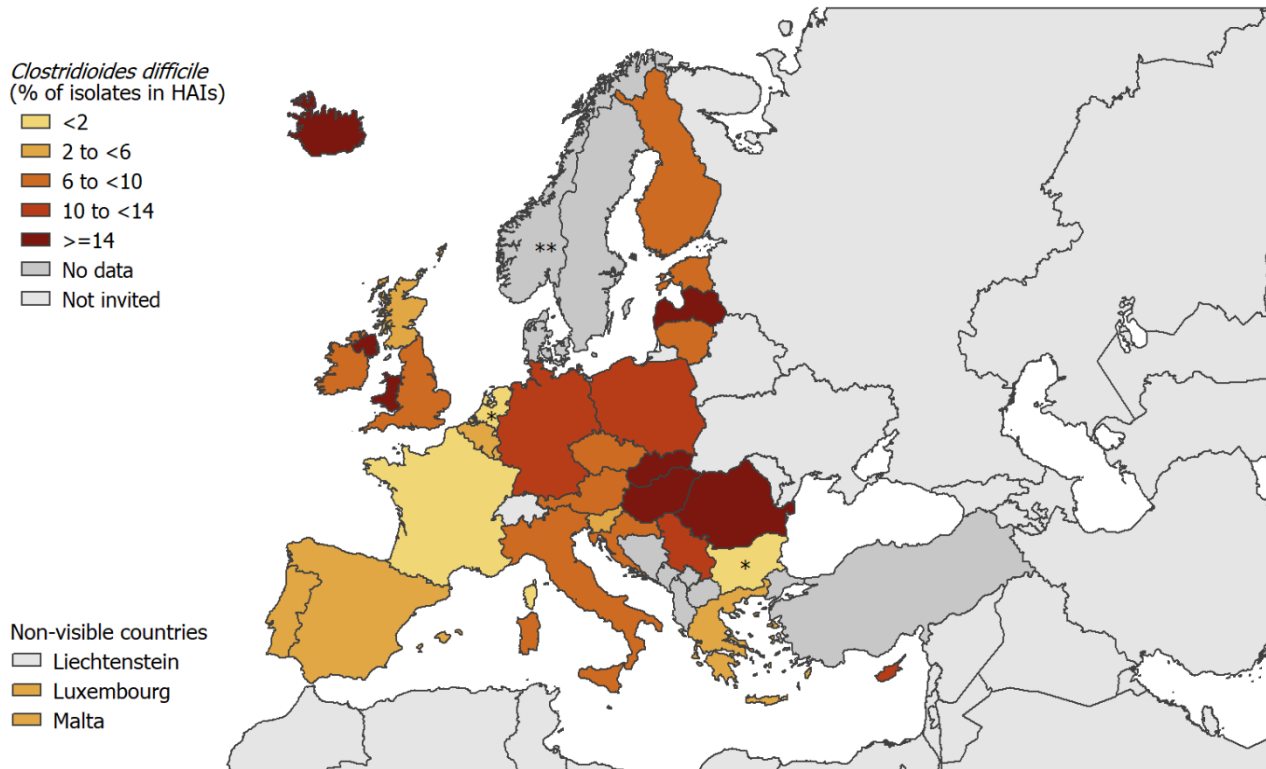 Clostridioides difficile
(% of isolates in HAIs)
<2
2 to <6
6 to <10
10 to <14
>=14
No data
Not invited
**
*
*
Non-visible countries
Liechtenstein
Luxembourg
Malta